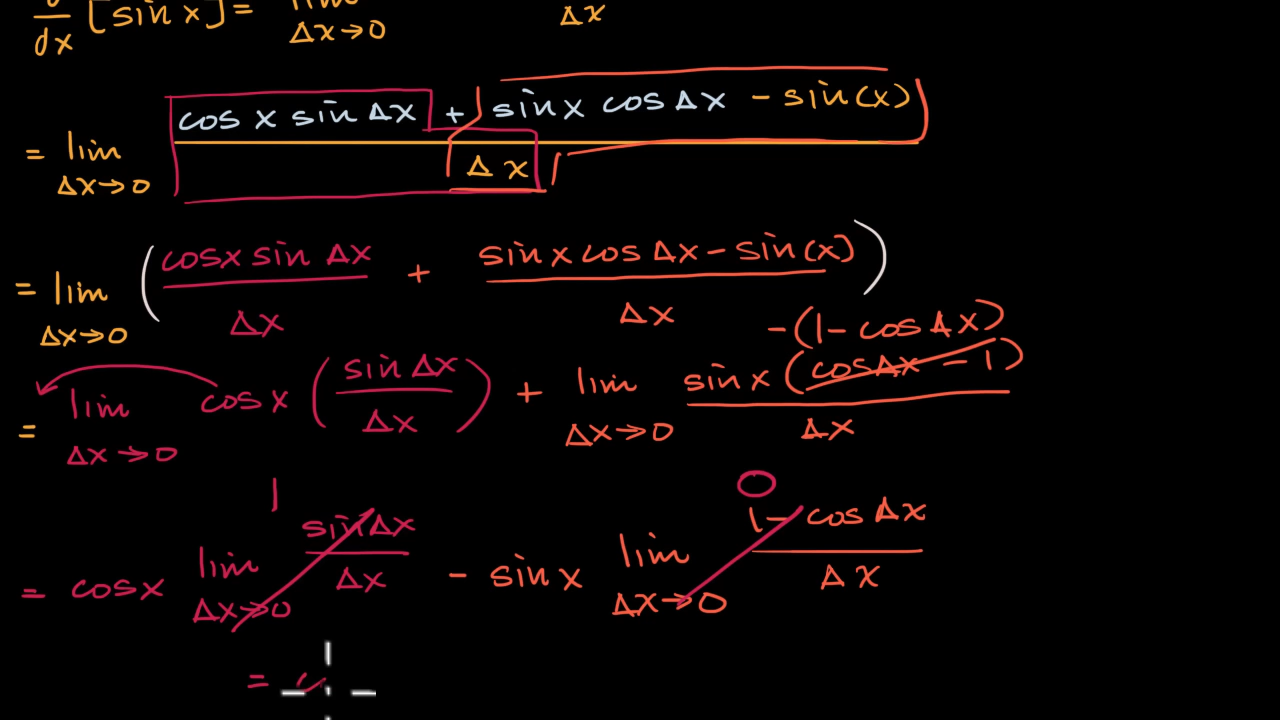 d/dx [sin x] = lim Δx→0 Δx
= lim Δx→0 cos x sin Δx + sin x cos Δx - sin(x) / Δx
= lim Δx→0 ( cosx sin Δx / Δx + sin x cos Δx - sin(x) / Δx )
-(1 - cos Δx)
= lim Δx→0 cos x ( sin Δx / Δx ) + lim Δx→0 sin x ( cosΔx - 1 ) / Δx
1 0
= cosx lim Δx→0 sin Δx / Δx - sin x lim Δx→0 1 - cos Δx / Δx
=